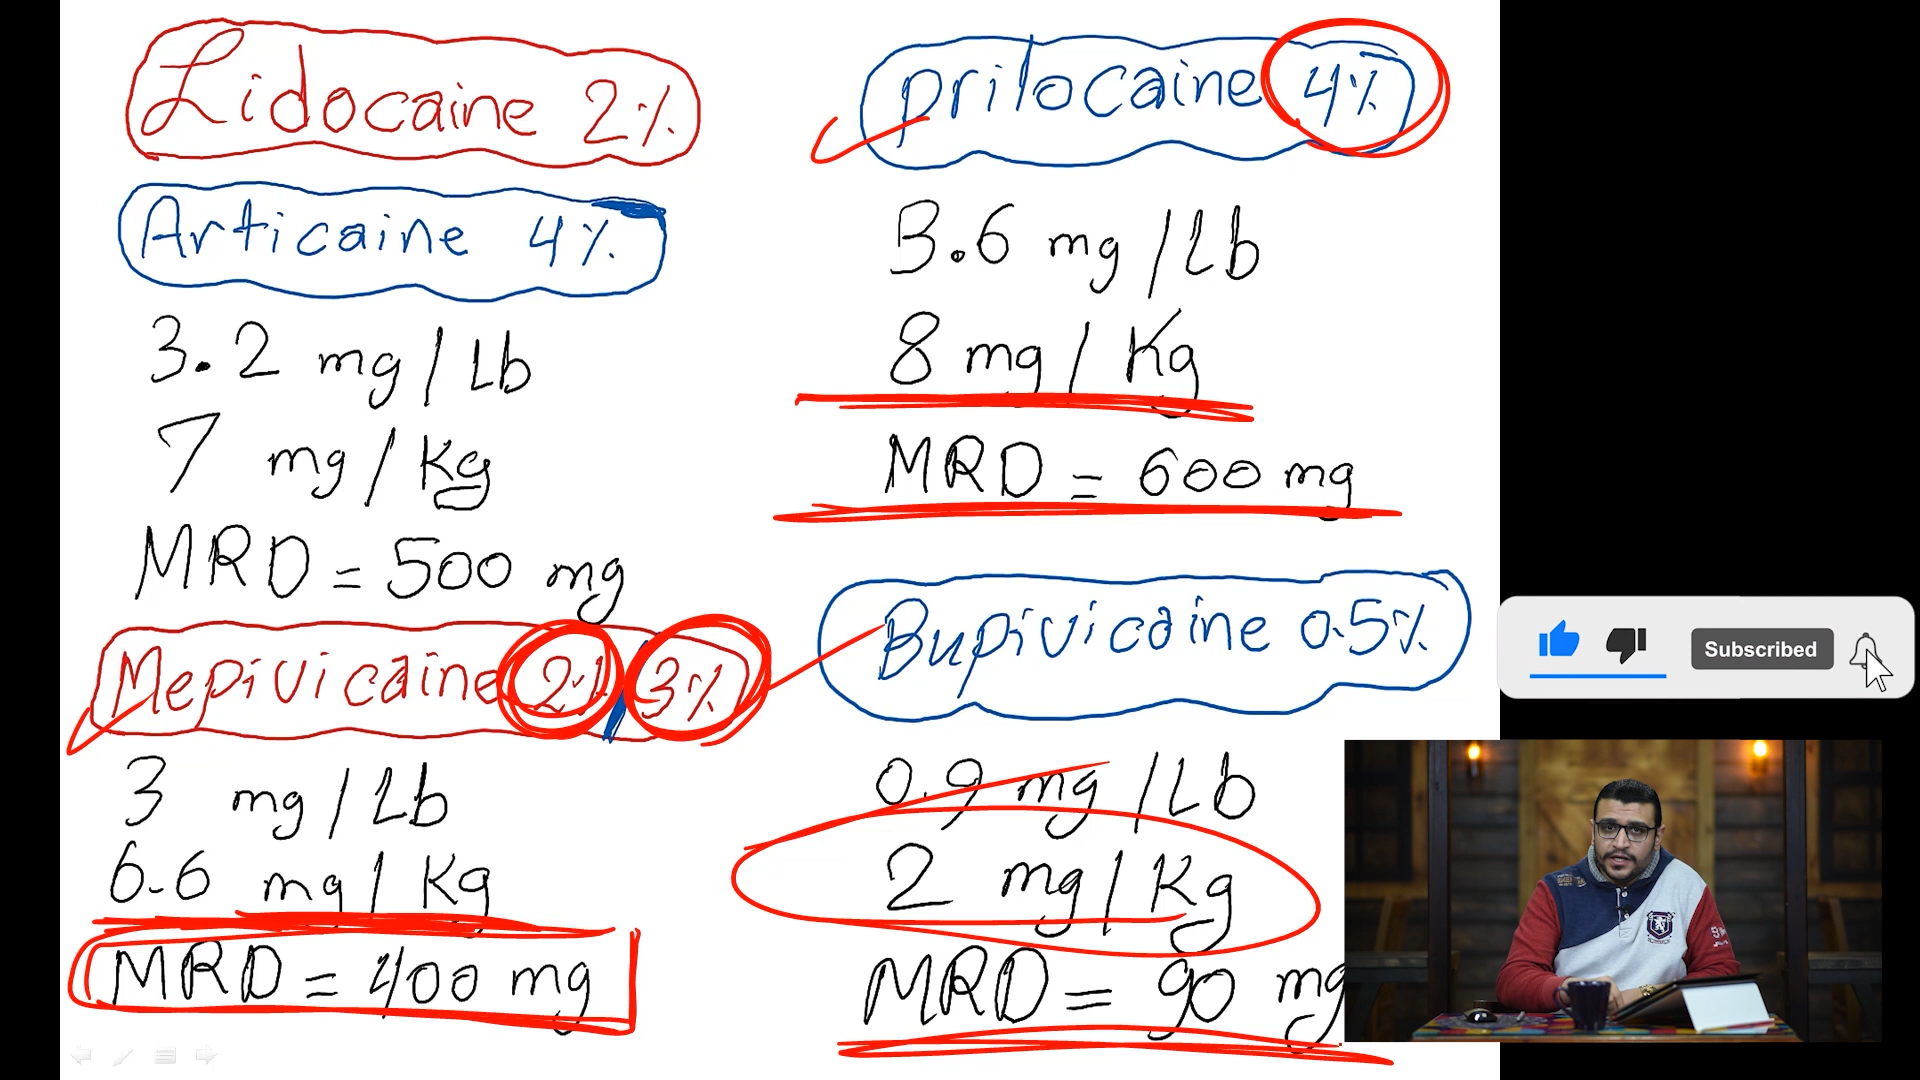 Lidocaine 2%
Articaine 4%
3.2 mg/Lb
7 mg/Kg
MRD = 500 mg
Mepivicaine 2% / 3%
3 mg/Lb
6.6 mg/Kg
MRD = 400 mg
prilocaine 4%
3.6 mg/Lb
8 mg/Kg
MRD = 600 mg
Bupivicaine 0.5%
0.9 mg/Lb
2 mg/Kg
MRD = 90 mg
Subscribed